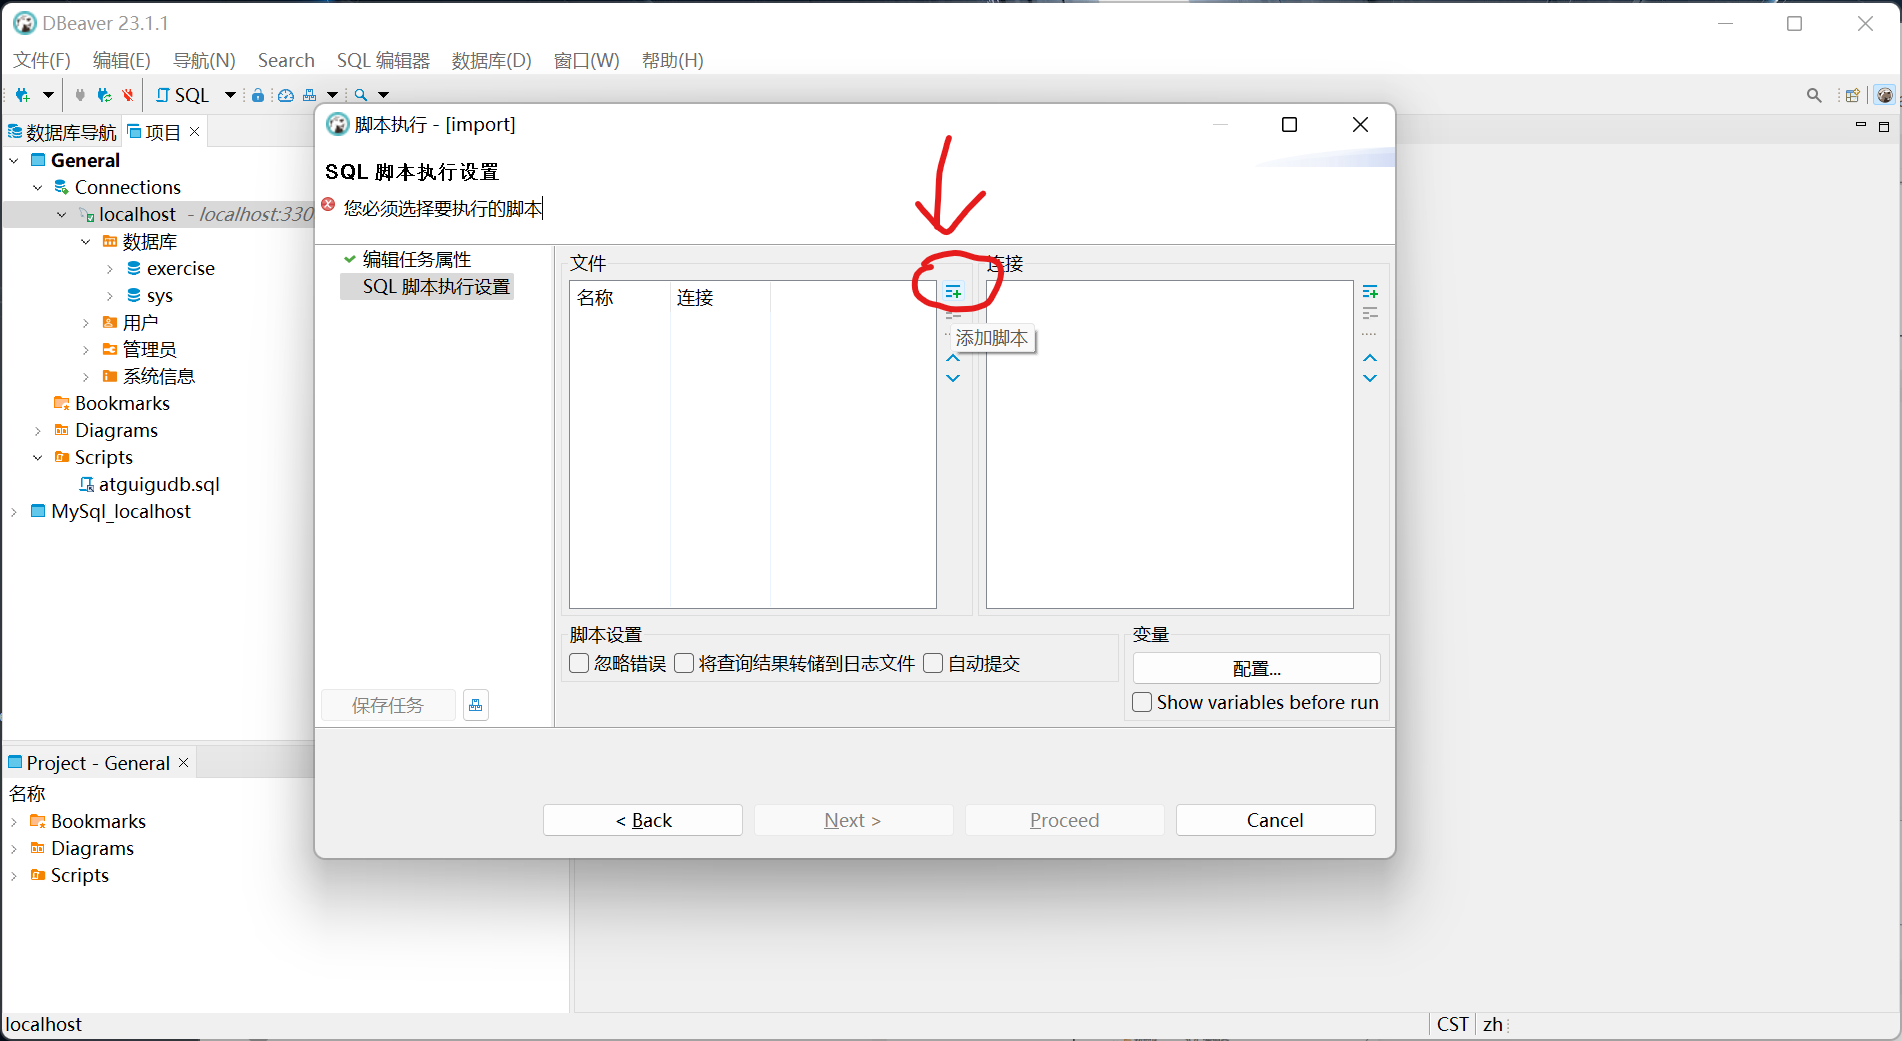 DBeaver 23.1.1
文件(F) 编辑(E) 导航(N) Search SQL 编辑器 数据库(D) 窗口(W) 帮助(H)
SQL
数据库导航 项目
General
Connections
localhost - localhost:330
数据库
exercise
sys
用户
管理员
系统信息
Bookmarks
Diagrams
Scripts
atguigudb.sql
MySql_localhost
脚本执行 - [import]
SQL 脚本执行设置
您必须选择要执行的脚本
编辑任务属性
SQL 脚本执行设置
文件
名称 连接
连接
添加脚本
脚本设置
忽略错误 将查询结果转储到日志文件 自动提交
变量
配置...
Show variables before run
保存任务
< Back Next > Proceed Cancel
Project - General
名称
Bookmarks
Diagrams
Scripts
localhost
CST zh